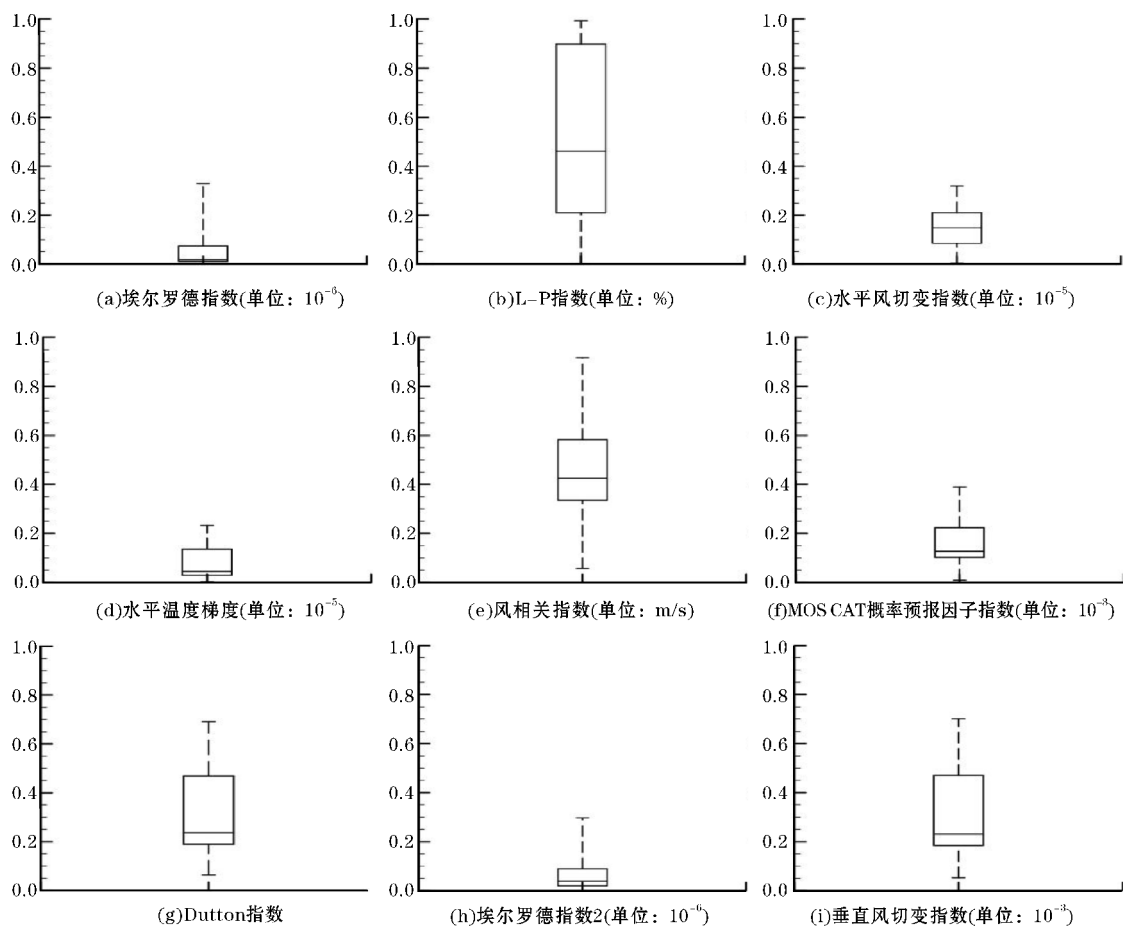 1.0 1.0 1.0
0.8 0.8 0.8
0.6 0.6 0.6
0.4 0.4 0.4
0.2 0.2 0.2
0.0 0.0 0.0
(a)埃尔罗德指数(单位：10⁻⁶) (b)L-P指数(单位：%) (c)水平风切变指数(单位：10⁻⁵)
1.0 1.0 1.0
0.8 0.8 0.8
0.6 0.6 0.6
0.4 0.4 0.4
0.2 0.2 0.2
0.0 0.0 0.0
(d)水平温度梯度(单位：10⁻⁵) (e)风相关指数(单位：m/s) (f)MOS CAT概率预报因子指数(单位：10⁻³)
1.0 1.0 1.0
0.8 0.8 0.8
0.6 0.6 0.6
0.4 0.4 0.4
0.2 0.2 0.2
0.0 0.0 0.0
(g)Dutton指数 (h)埃尔罗德指数2(单位：10⁻⁶) (i)垂直风切变指数(单位：10⁻³)